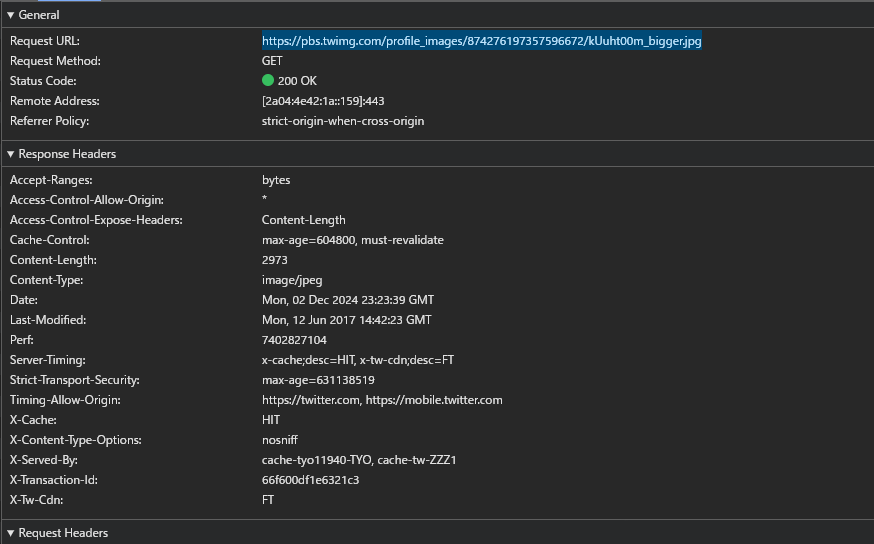 ▼ General
Request URL: https://pbs.twimg.com/profile_images/874276197357596672/kUuht00m_bigger.jpg
Request Method: GET
Status Code: 200 OK
Remote Address: [2a04:4e42:1a::159]:443
Referrer Policy: strict-origin-when-cross-origin
▼ Response Headers
Accept-Ranges: bytes
Access-Control-Allow-Origin: *
Access-Control-Expose-Headers: Content-Length
Cache-Control: max-age=604800, must-revalidate
Content-Length: 2973
Content-Type: image/jpeg
Date: Mon, 02 Dec 2024 23:23:39 GMT
Last-Modified: Mon, 12 Jun 2017 14:42:23 GMT
Perf: 7402827104
Server-Timing: x-cache;desc=HIT, x-tw-cdn;desc=FT
Strict-Transport-Security: max-age=631138519
Timing-Allow-Origin: https://twitter.com, https://mobile.twitter.com
X-Cache: HIT
X-Content-Type-Options: nosniff
X-Served-By: cache-tyo11940-TYO, cache-tw-ZZZ1
X-Transaction-Id: 66f600df1e6321c3
X-Tw-Cdn: FT
▼ Request Headers